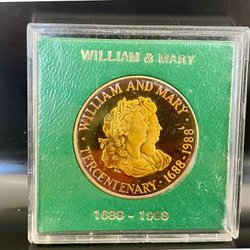 WILLIAM & MARY
WILLIAM AND MARY
TERCENTENARY · 1688-1988
1688 - 1988